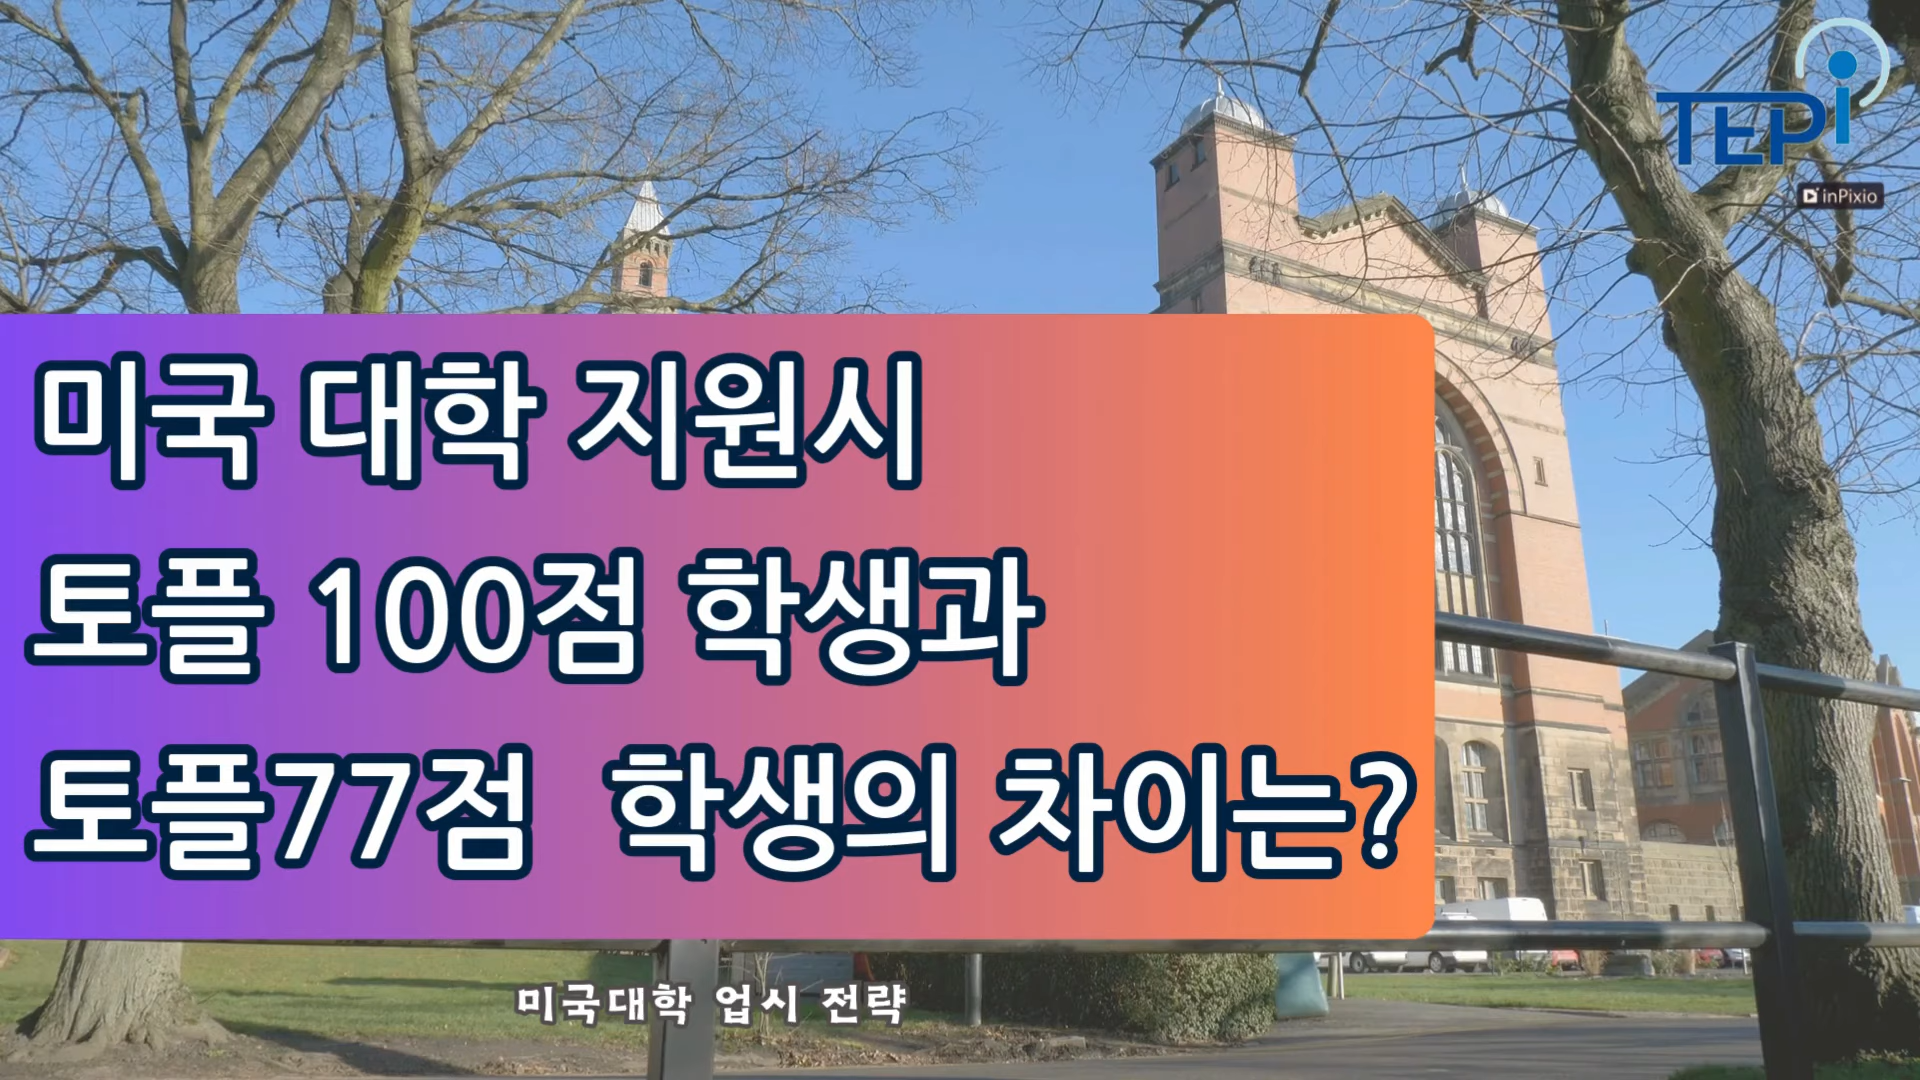 TEPi
inPixio
미국 대학 지원시
토플 100점 학생과
토플77점 학생의 차이는?
미국대학 업시 전략